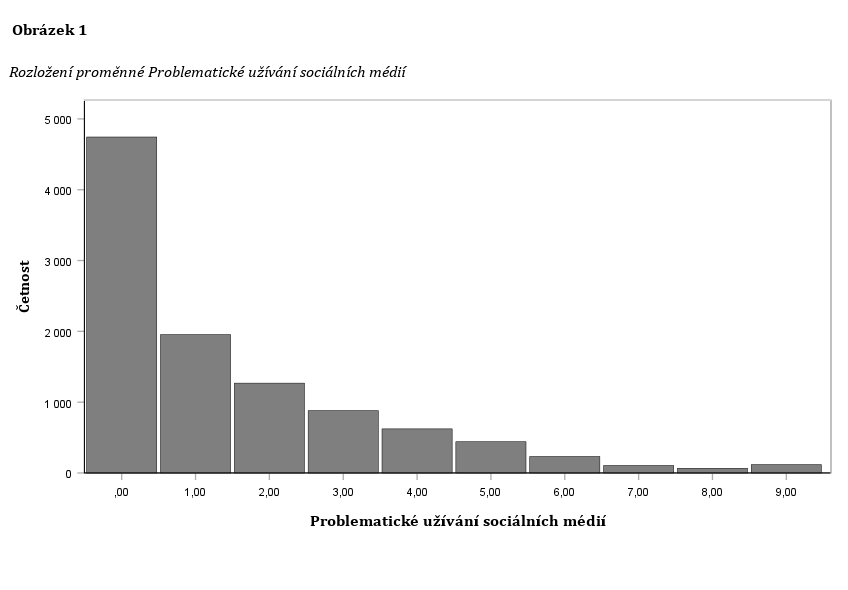 Obrázek 1
Rozložení proměnné Problematické užívání sociálních médií
5 000
4 000
3 000
2 000
1 000
0
Četnost
,00 1,00 2,00 3,00 4,00 5,00 6,00 7,00 8,00 9,00
Problematické užívání sociálních médií